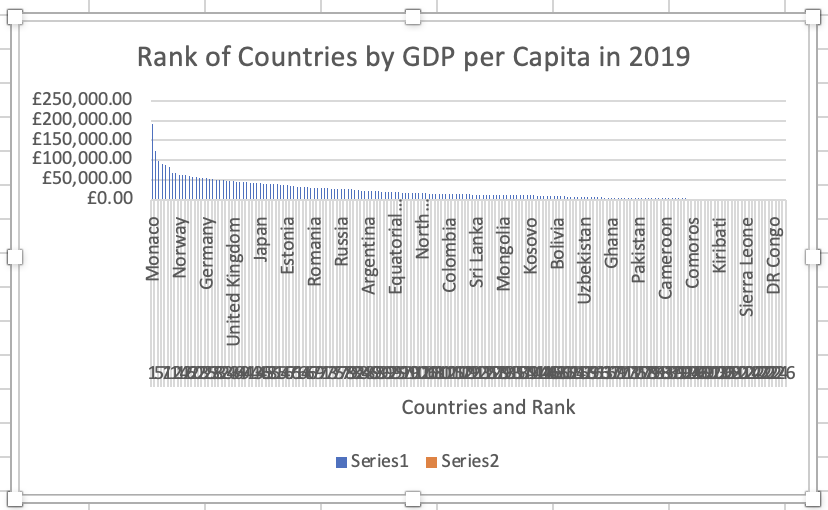 Rank of Countries by GDP per Capita in 2019
£250,000.00
£200,000.00
£150,000.00
£100,000.00
£50,000.00
£0.00
Monaco
Norway
Germany
United Kingdom
Japan
Estonia
Romania
Russia
Argentina
Equatorial…
North…
Colombia
Sri Lanka
Mongolia
Kosovo
Bolivia
Uzbekistan
Ghana
Pakistan
Cameroon
Comoros
Kiribati
Sierra Leone
DR Congo
Countries and Rank
Series1
Series2